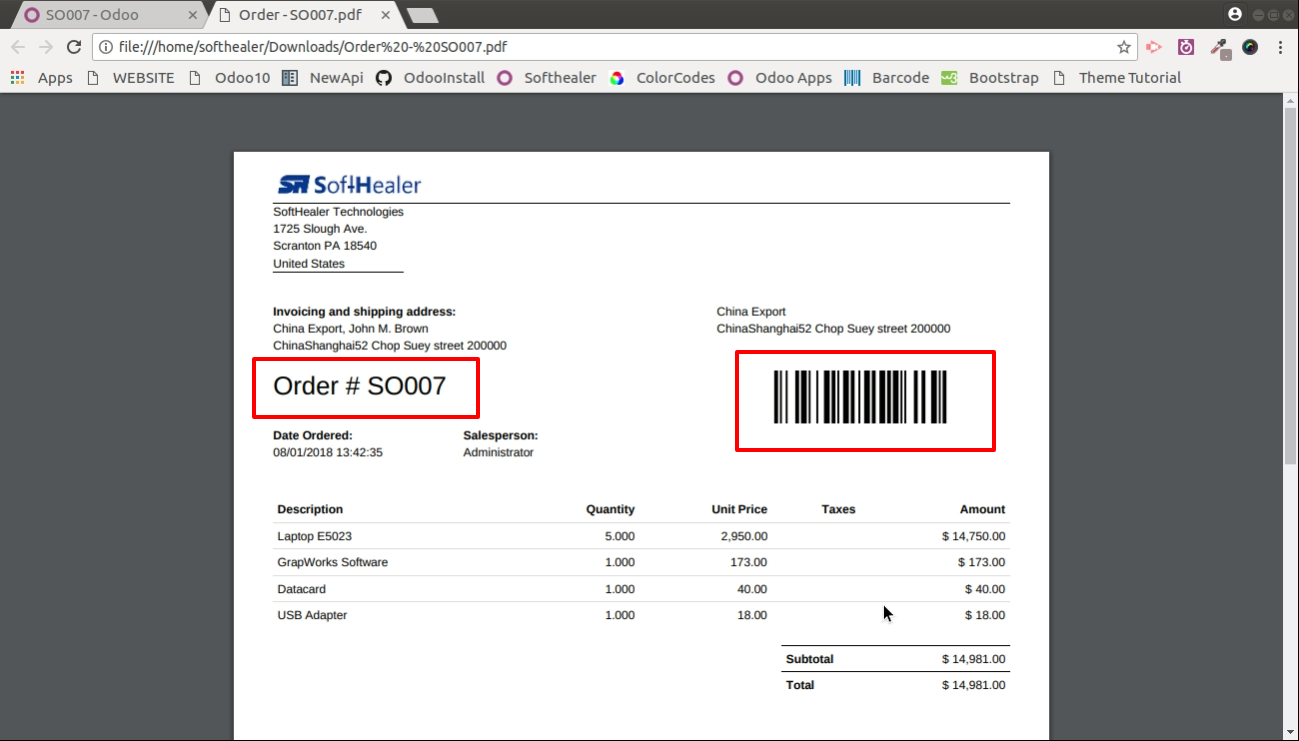 SO007 - Odoo
Order - SO007.pdf
file:///home/softhealer/Downloads/Order%20-%20SO007.pdf
Apps WEBSITE Odoo10 NewApi OdooInstall Softhealer ColorCodes Odoo Apps Barcode w3 Bootstrap Theme Tutorial
SoftHealer
SoftHealer Technologies
1725 Slough Ave.
Scranton PA 18540
United States
Invoicing and shipping address:
China Export, John M. Brown
ChinaShanghai52 Chop Suey street 200000
China Export
ChinaShanghai52 Chop Suey street 200000
Order # SO007
Date Ordered: Salesperson:
08/01/2018 13:42:35 Administrator
Description Quantity Unit Price Taxes Amount
Laptop E5023 5.000 2,950.00 $ 14,750.00
GrapWorks Software 1.000 173.00 $ 173.00
Datacard 1.000 40.00 $ 40.00
USB Adapter 1.000 18.00 $ 18.00
Subtotal $ 14,981.00
Total $ 14,981.00